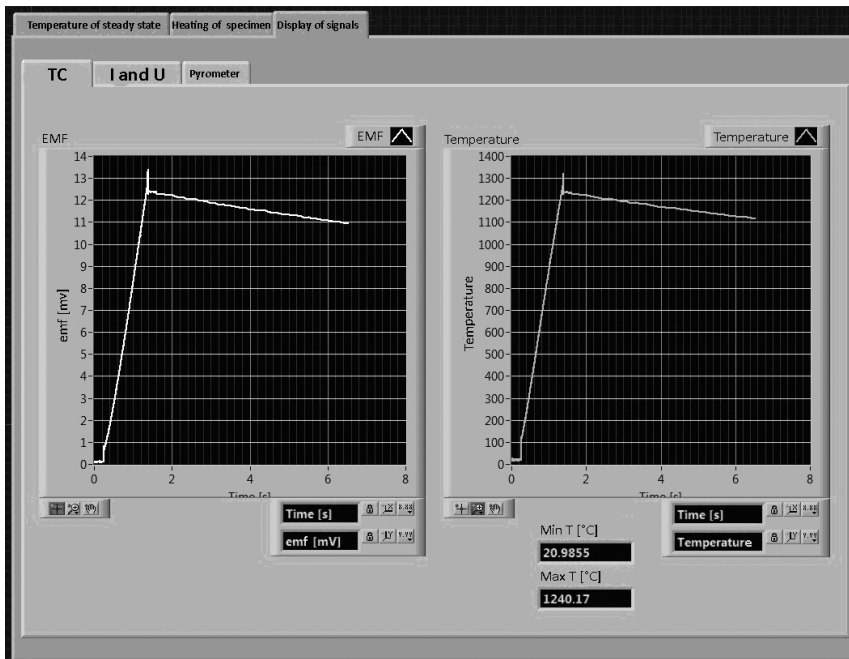 Temperature of steady state Heating of specimen Display of signals
TC I and U Pyrometer
EMF EMF
14
13
12
11
10
9
8
7
6
5
4
3
2
1
0
emf [mv]
0 2 4 6 8
Time [s]
Time [s]
emf [mV]
Temperature Temperature
1400
1300
1200
1100
1000
900
800
700
600
500
400
300
200
100
0
Temperature
0 2 4 6 8
Time [s]
Time [s]
Temperature
Min T [°C]
20.9855
Max T [°C]
1240.17